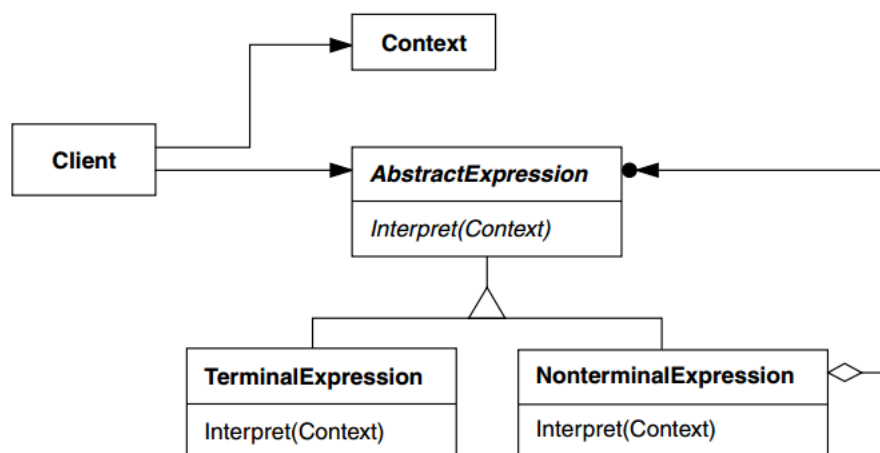 Context
Client
AbstractExpression
Interpret(Context)
TerminalExpression
Interpret(Context)
NonterminalExpression
Interpret(Context)